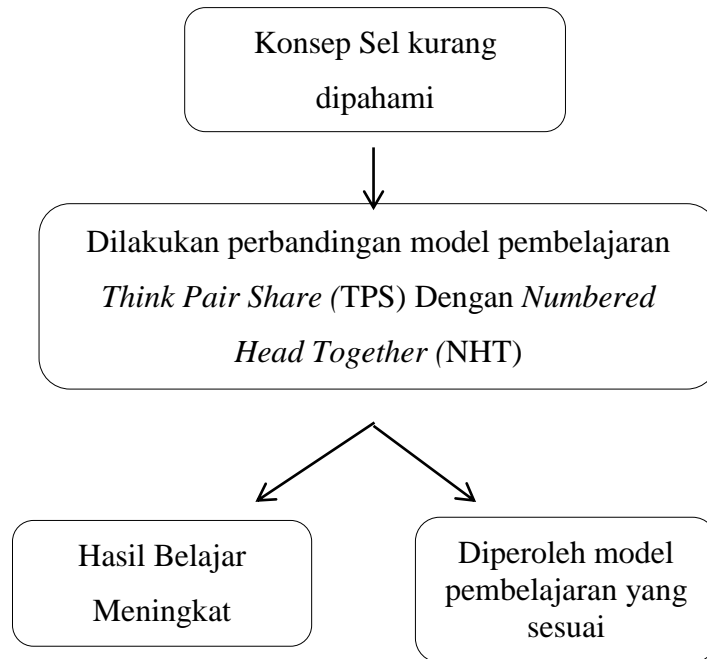 Konsep Sel kurang
dipahami
Dilakukan perbandingan model pembelajaran
Think Pair Share (TPS) Dengan Numbered
Head Together (NHT)
Hasil Belajar
Meningkat
Diperoleh model
pembelajaran yang
sesuai